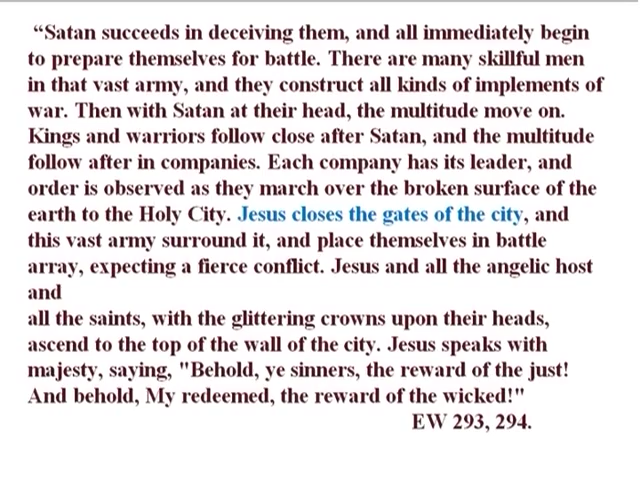 “Satan succeeds in deceiving them, and all immediately begin
to prepare themselves for battle. There are many skillful men
in that vast army, and they construct all kinds of implements of
war. Then with Satan at their head, the multitude move on.
Kings and warriors follow close after Satan, and the multitude
follow after in companies. Each company has its leader, and
order is observed as they march over the broken surface of the
earth to the Holy City. Jesus closes the gates of the city, and
this vast army surround it, and place themselves in battle
array, expecting a fierce conflict. Jesus and all the angelic host
and
all the saints, with the glittering crowns upon their heads,
ascend to the top of the wall of the city. Jesus speaks with
majesty, saying, "Behold, ye sinners, the reward of the just!
And behold, My redeemed, the reward of the wicked!"
EW 293, 294.